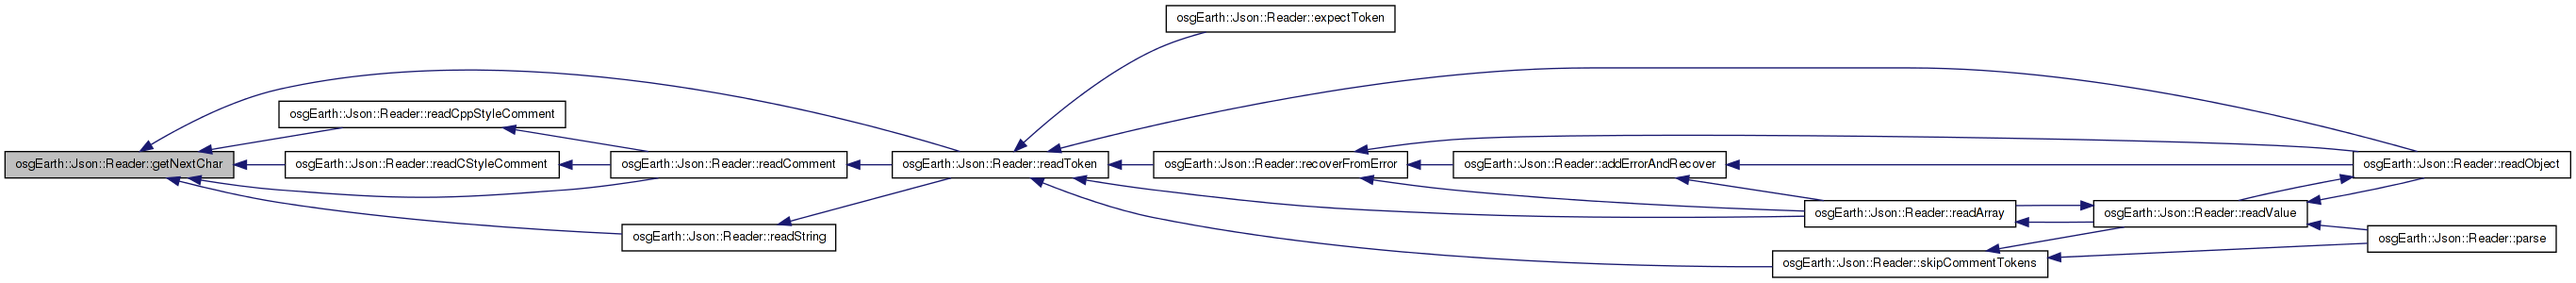 osgEarth::Json::Reader::expectToken
osgEarth::Json::Reader::readCppStyleComment
osgEarth::Json::Reader::getNextChar
osgEarth::Json::Reader::readCStyleComment
osgEarth::Json::Reader::readComment
osgEarth::Json::Reader::readToken
osgEarth::Json::Reader::recoverFromError
osgEarth::Json::Reader::addErrorAndRecover
osgEarth::Json::Reader::readObject
osgEarth::Json::Reader::readArray
osgEarth::Json::Reader::readValue
osgEarth::Json::Reader::readString
osgEarth::Json::Reader::parse
osgEarth::Json::Reader::skipCommentTokens